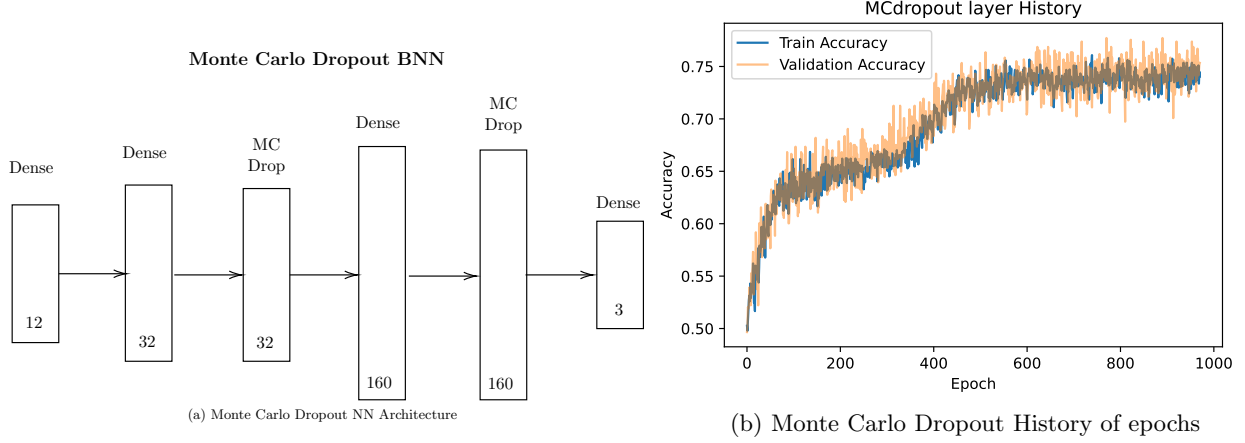 Monte Carlo Dropout BNN
Dense
Dense
MC
Drop
Dense
MC
Drop
Dense
12
32
32
160
160
3
(a) Monte Carlo Dropout NN Architecture
MCdropout layer History
Train Accuracy
Validation Accuracy
Accuracy
0.75
0.70
0.65
0.60
0.55
0.50
0
200
400
600
800
1000
Epoch
(b) Monte Carlo Dropout History of epochs